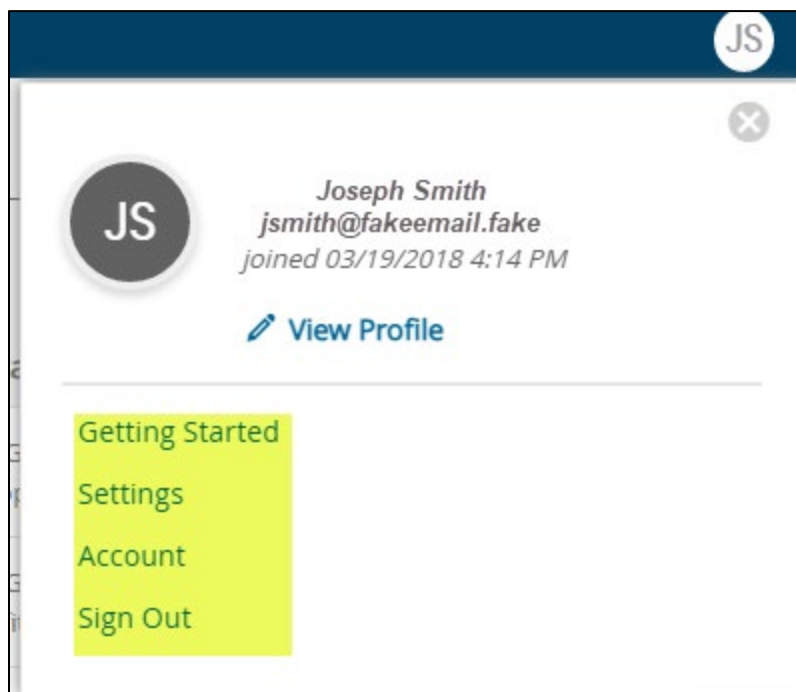 JS
JS
Joseph Smith
jsmith@fakeemail.fake
joined 03/19/2018 4:14 PM
View Profile
Getting Started
Settings
Account
Sign Out